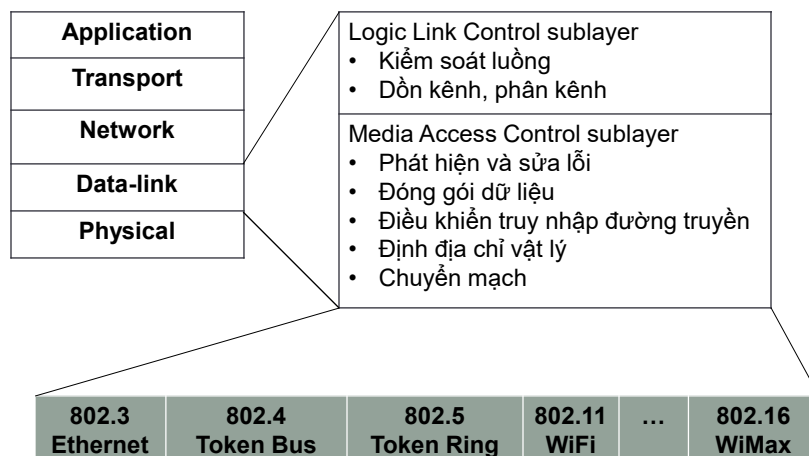 Application
Transport
Network
Data-link
Physical
Logic Link Control sublayer
• Kiểm soát luồng
• Dồn kênh, phân kênh
Media Access Control sublayer
• Phát hiện và sửa lỗi
• Đóng gói dữ liệu
• Điều khiển truy nhập đường truyền
• Định địa chỉ vật lý
• Chuyển mạch
802.3 802.4 802.5 802.11 … 802.16
Ethernet Token Bus Token Ring WiFi WiMax